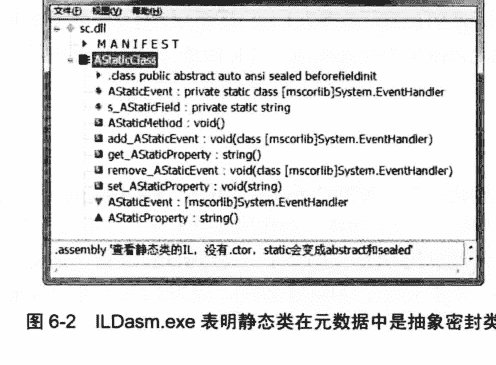 文件(F) 视图(V) 帮助(H)
sc.dll
MANIFEST
AStaticClass
.class public abstract auto ansi sealed beforefieldinit
AStaticEvent : private static class [mscorlib]System.EventHandler
s_AStaticField : private static string
AStaticMethod : void()
add_AStaticEvent : void(class [mscorlib]System.EventHandler)
get_AStaticProperty : string()
remove_AStaticEvent : void(class [mscorlib]System.EventHandler)
set_AStaticProperty : void(string)
AStaticEvent : [mscorlib]System.EventHandler
AStaticProperty : string()
.assembly '查看静态类的IL，没有.ctor，static会变成abstract和sealed'
图 6-2 ILDasm.exe 表明静态类在元数据中是抽象密封类